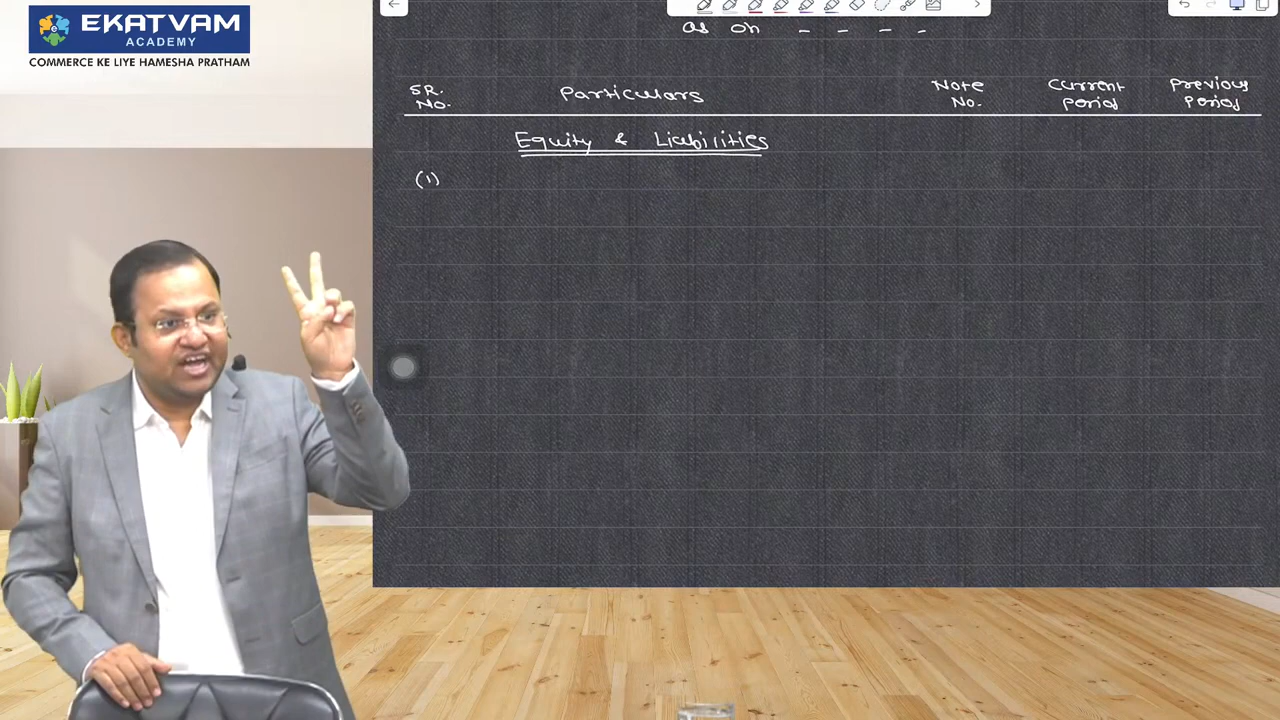 EKATVAM
ACADEMY
COMMERCE KE LIYE HAMESHA PRATHAM
as on - - - -
SR. No. Particulars Note No. Current Period Previous Period
Equity & Liabilities
(1)